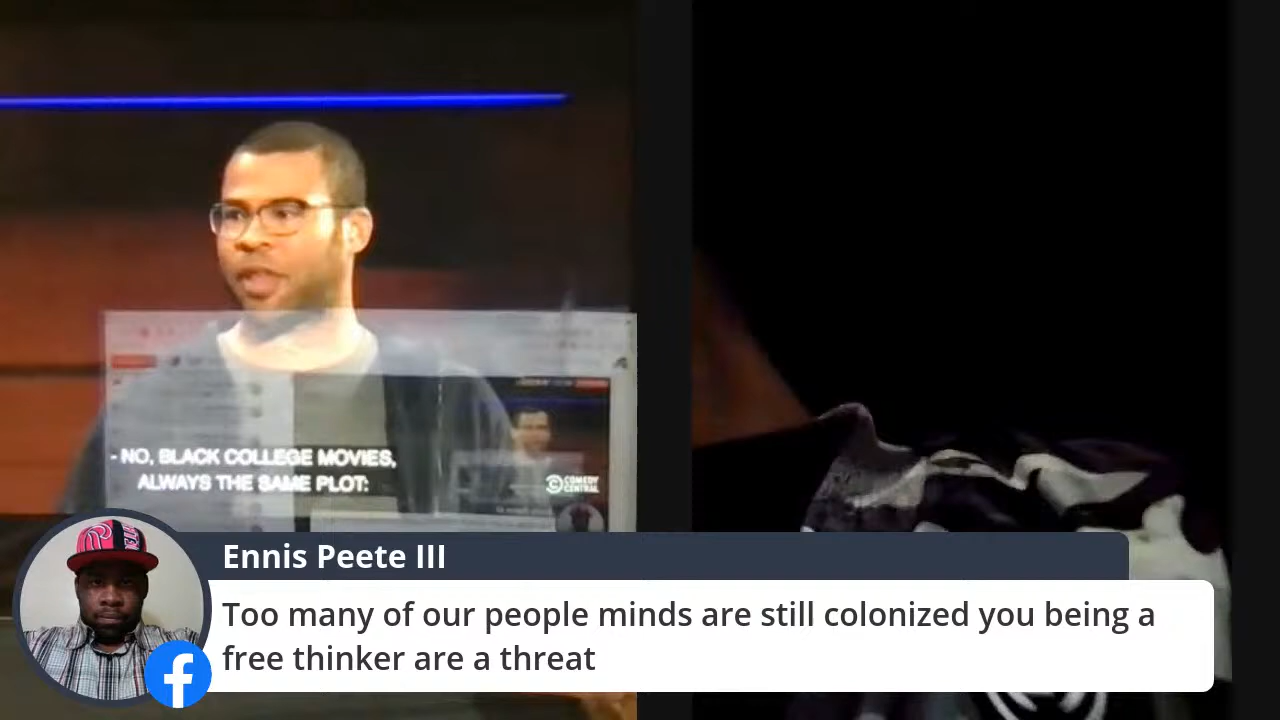 - NO, BLACK COLLEGE MOVIES,
ALWAYS THE SAME PLOT:
COMEDY
CENTRAL
Ennis Peete III
Too many of our people minds are still colonized you being a
free thinker are a threat